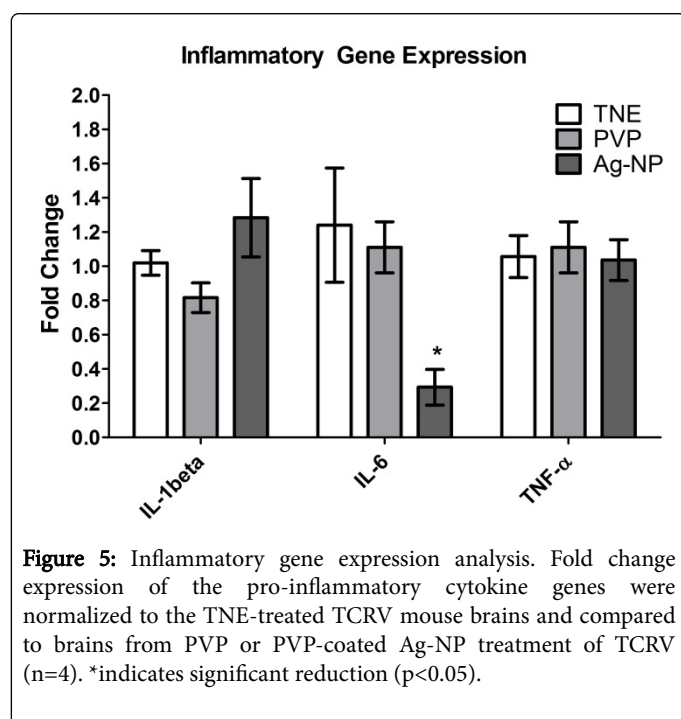 Inflammatory Gene Expression
2.0
1.8
1.6
1.4
1.2
1.0
0.8
0.6
0.4
0.2
0.0
Fold Change
TNE
PVP
Ag-NP
*
IL-1beta
IL-6
TNF-α
Figure 5: Inflammatory gene expression analysis. Fold change
expression of the pro-inflammatory cytokine genes were
normalized to the TNE-treated TCRV mouse brains and compared
to brains from PVP or PVP-coated Ag-NP treatment of TCRV
(n=4). *indicates significant reduction (p<0.05).